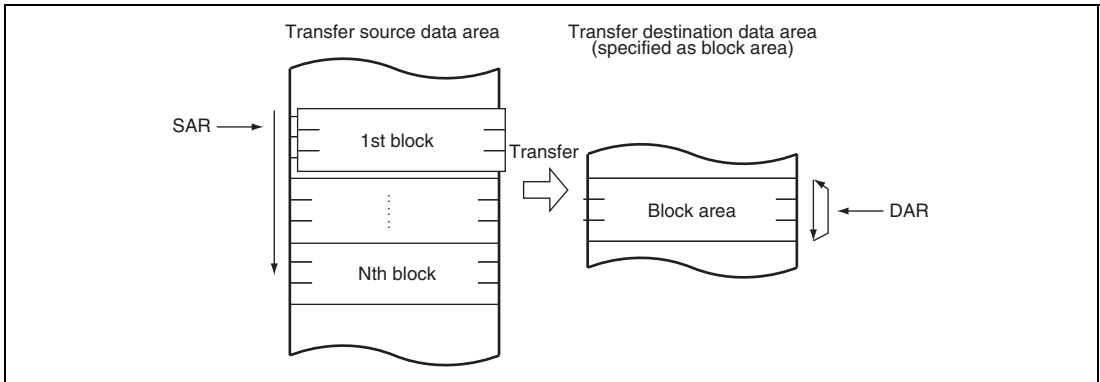 Transfer source data area
Transfer destination data area
(specified as block area)
SAR
1st block
Transfer
Block area
DAR
Nth block